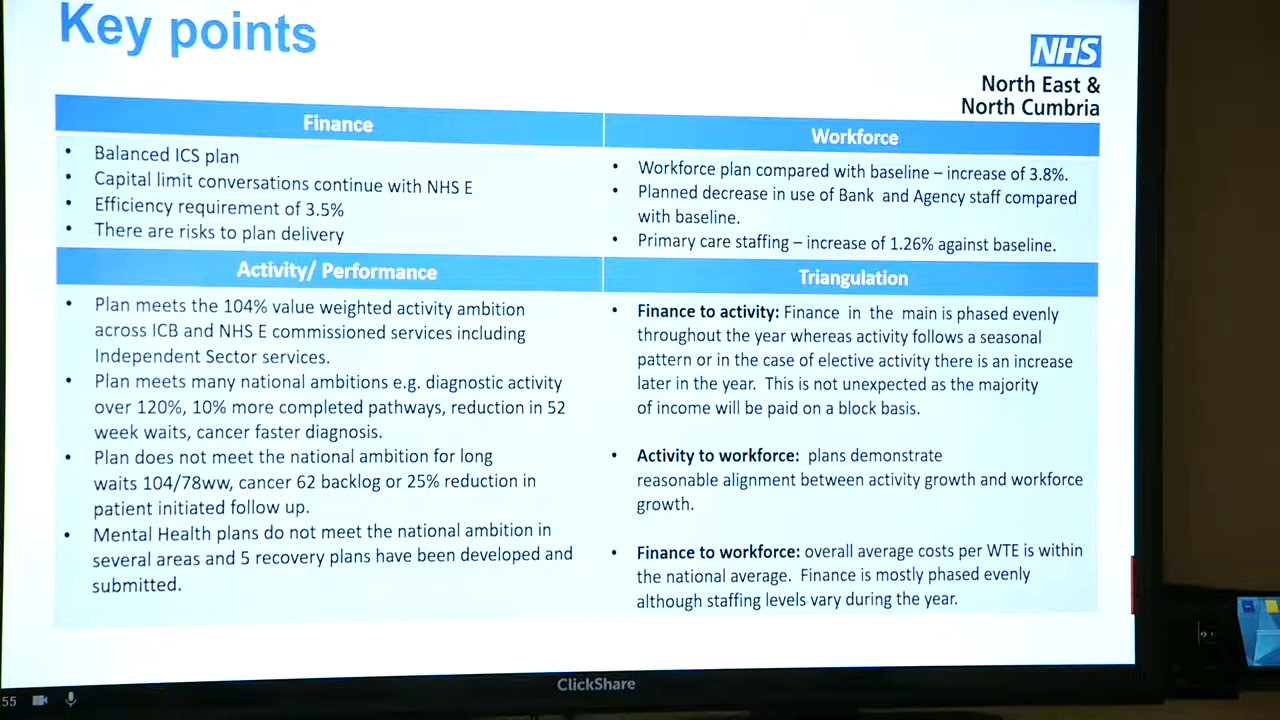 Key points
NHS
North East &
North Cumbria
Finance
• Balanced ICS plan
• Capital limit conversations continue with NHS E
• Efficiency requirement of 3.5%
• There are risks to plan delivery
Workforce
• Workforce plan compared with baseline – increase of 3.8%.
• Planned decrease in use of Bank and Agency staff compared
with baseline.
• Primary care staffing – increase of 1.26% against baseline.
Activity/ Performance
• Plan meets the 104% value weighted activity ambition
across ICB and NHS E commissioned services including
Independent Sector services.
• Plan meets many national ambitions e.g. diagnostic activity
over 120%, 10% more completed pathways, reduction in 52
week waits, cancer faster diagnosis.
• Plan does not meet the national ambition for long
waits 104/78ww, cancer 62 backlog or 25% reduction in
patient initiated follow up.
• Mental Health plans do not meet the national ambition in
several areas and 5 recovery plans have been developed and
submitted.
Triangulation
• Finance to activity: Finance in the main is phased evenly
throughout the year whereas activity follows a seasonal
pattern or in the case of elective activity there is an increase
later in the year. This is not unexpected as the majority
of income will be paid on a block basis.
• Activity to workforce: plans demonstrate
reasonable alignment between activity growth and workforce
growth.
• Finance to workforce: overall average costs per WTE is within
the national average. Finance is mostly phased evenly
although staffing levels vary during the year.
55
ClickShare